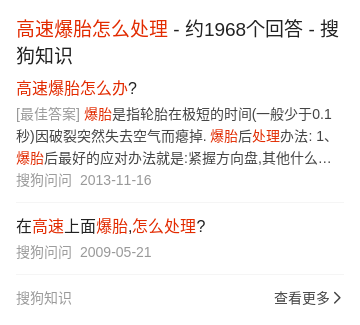 高速爆胎怎么处理 - 约1968个回答 - 搜
狗知识
高速爆胎怎么办?
[最佳答案] 爆胎是指轮胎在极短的时间(一般少于0.1
秒)因破裂突然失去空气而瘪掉. 爆胎后处理办法: 1、
爆胎后最好的应对办法就是:紧握方向盘,其他什么…
搜狗问问 2013-11-16
在高速上面爆胎,怎么处理?
搜狗问问 2009-05-21
搜狗知识 查看更多